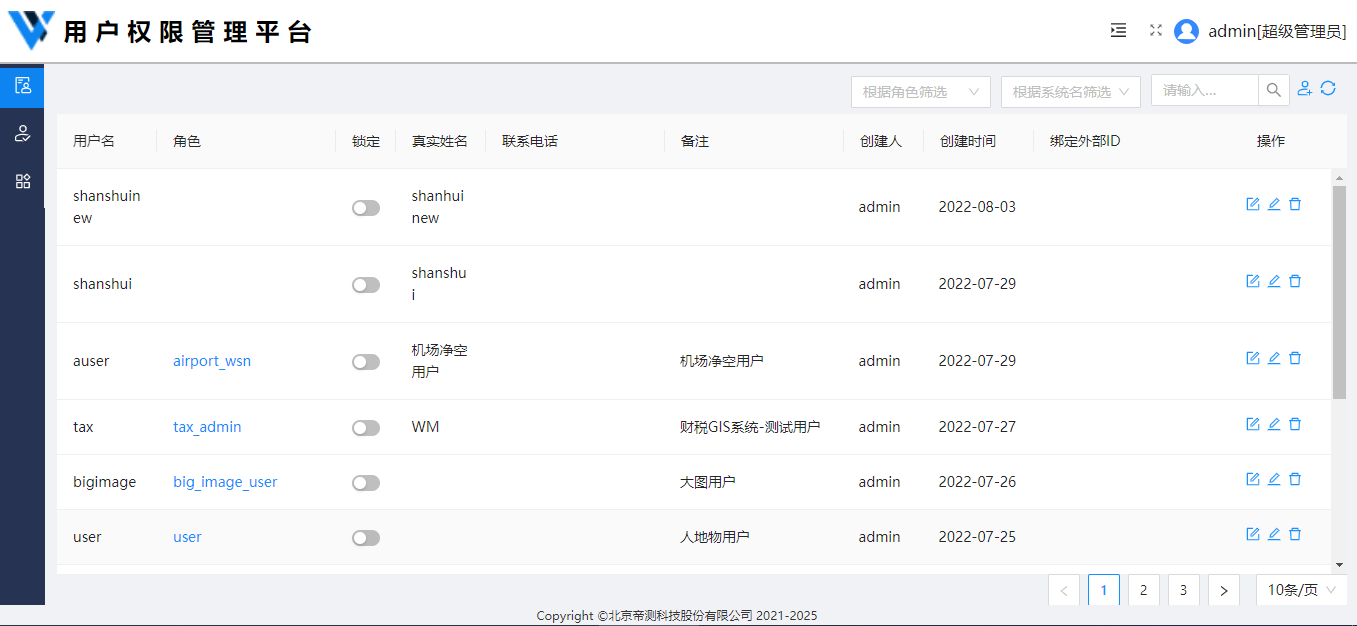 用户权限管理平台
admin[超级管理员]
根据角色筛选 根据系统名筛选 请输入...
用户名 角色 锁定 真实姓名 联系电话 备注 创建人 创建时间 绑定外部ID 操作
shanshuin
ew
shanhui
new
admin 2022-08-03
shanshui
shanshu
i
admin 2022-07-29
auser airport_wsn
机场净空
用户
机场净空用户 admin 2022-07-29
tax tax_admin WM 财税GIS系统-测试用户 admin 2022-07-27
bigimage big_image_user 大图用户 admin 2022-07-26
user user 人地物用户 admin 2022-07-25
< 1 2 3 > 10条/页
Copyright ©北京帝测科技股份有限公司 2021-2025